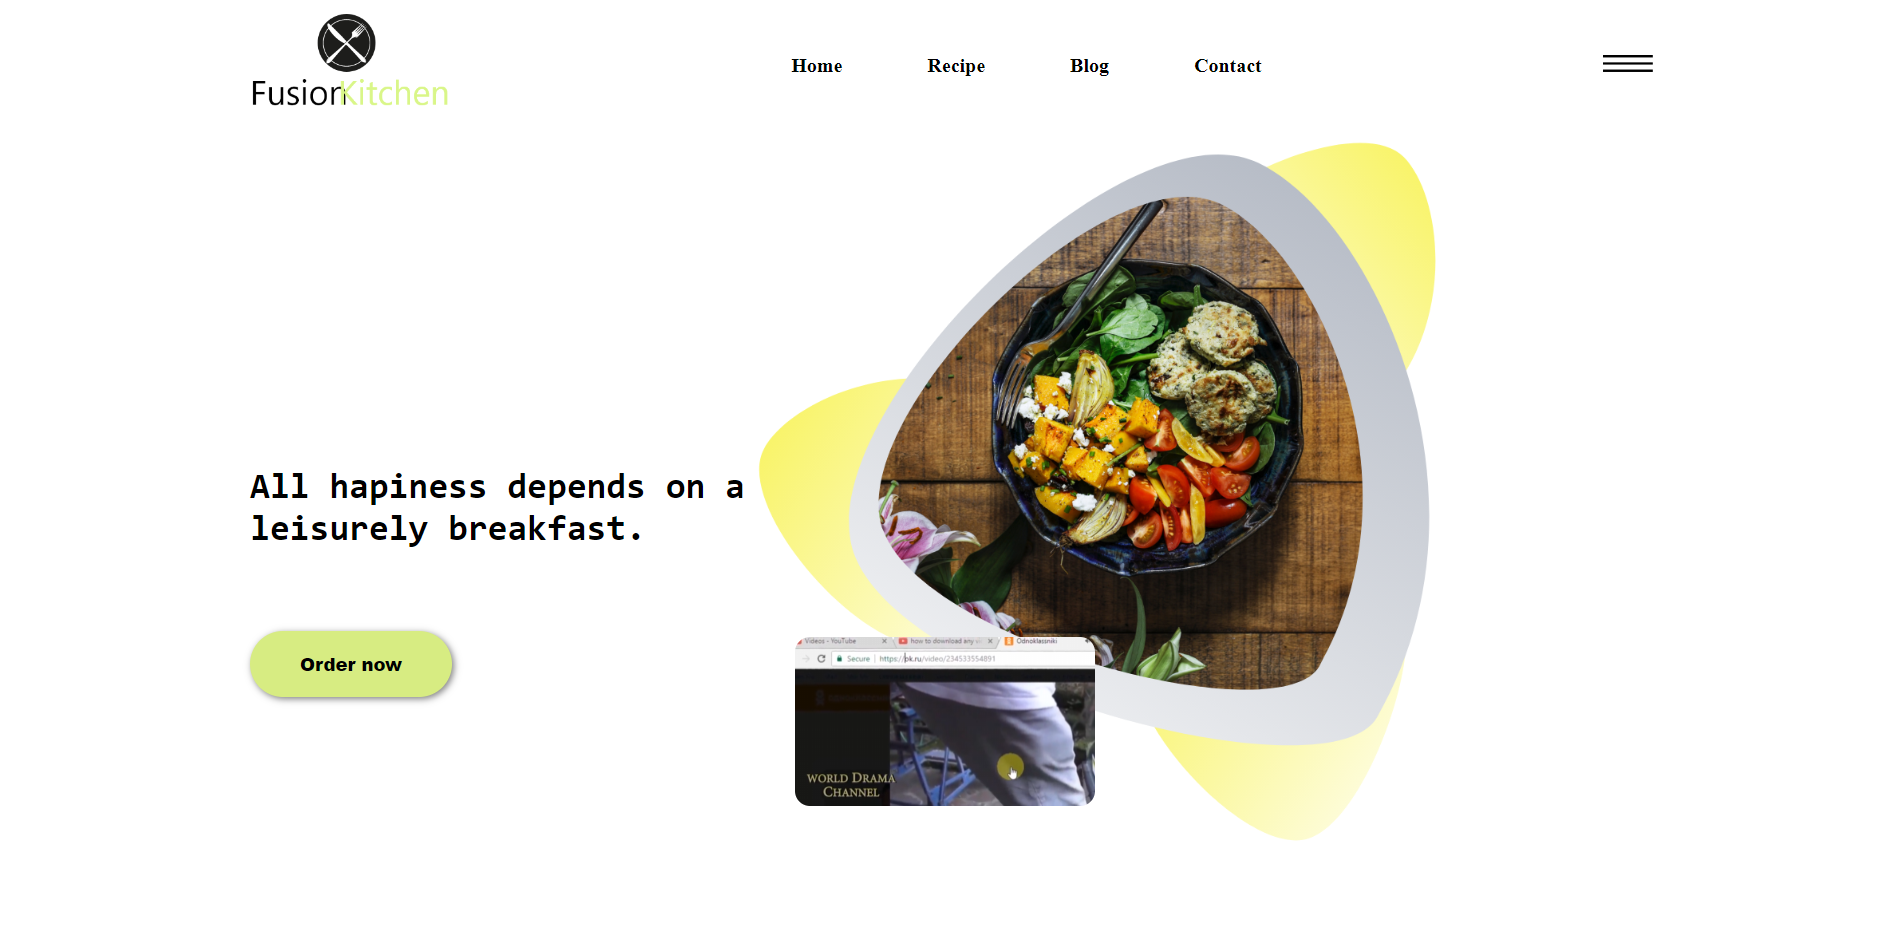 FusionKitchen
Home
Recipe
Blog
Contact
All hapiness depends on a
leisurely breakfast.
Order now
Videos - YouTube
how to download any
Odnoklassniki
Secure
https://ok.ru/video/234533554891
WORLD DRAMA
CHANNEL